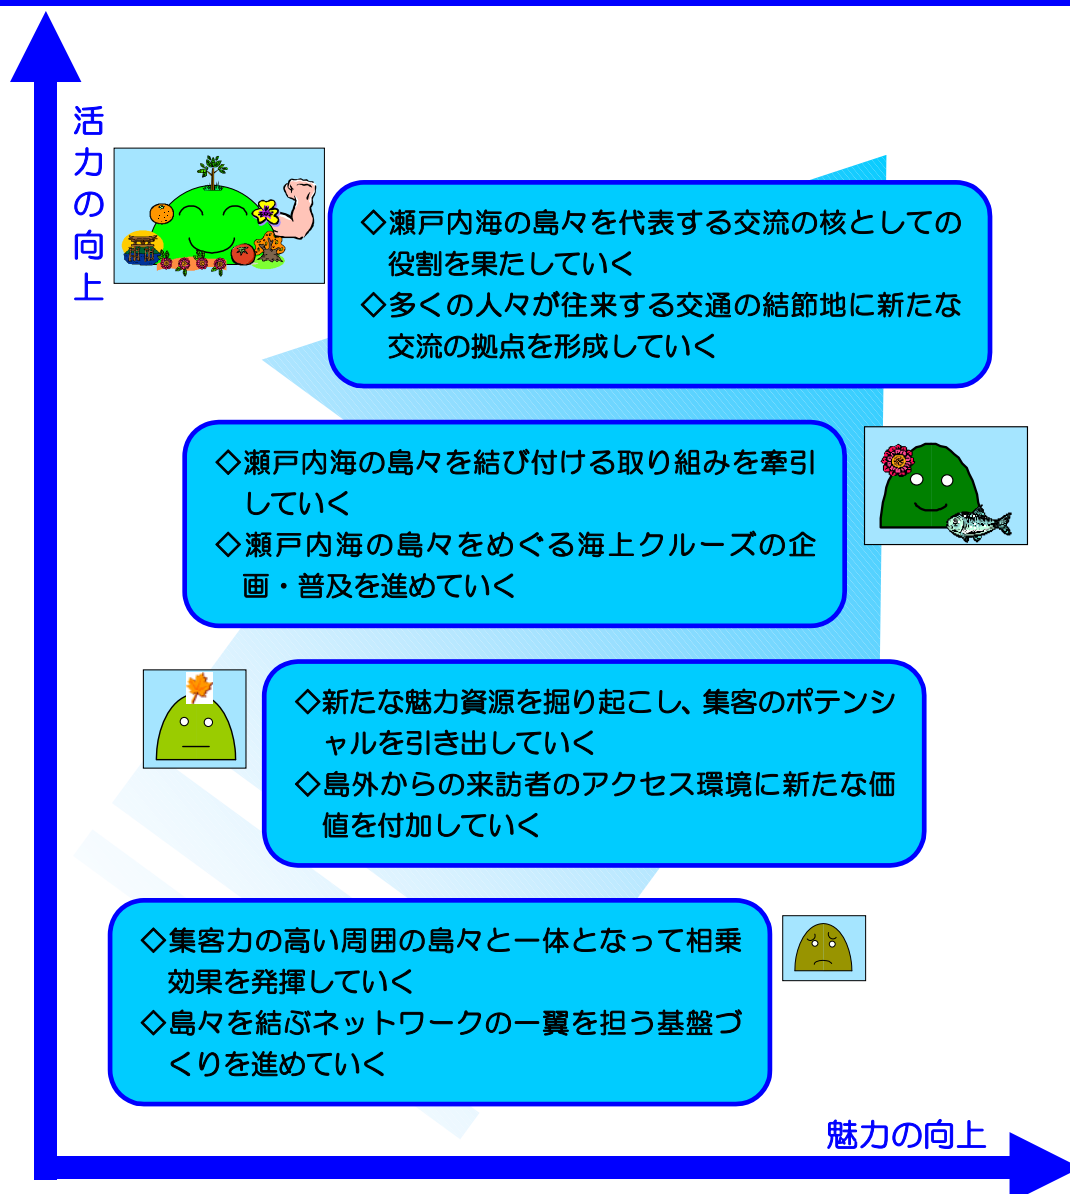 活力の向上
◇瀬戸内海の島々を代表する交流の核としての
役割を果たしていく
◇多くの人々が往来する交通の結節地に新たな
交流の拠点を形成していく
◇瀬戸内海の島々を結び付ける取り組みを牽引
していく
◇瀬戸内海の島々をめぐる海上クルーズの企
画・普及を進めていく
◇新たな魅力資源を掘り起こし、集客のポテンシ
ャルを引き出していく
◇島外からの来訪者のアクセス環境に新たな価
値を付加していく
◇集客力の高い周囲の島々と一体となって相乗
効果を発揮していく
◇島々を結ぶネットワークの一翼を担う基盤づ
くりを進めていく
魅力の向上